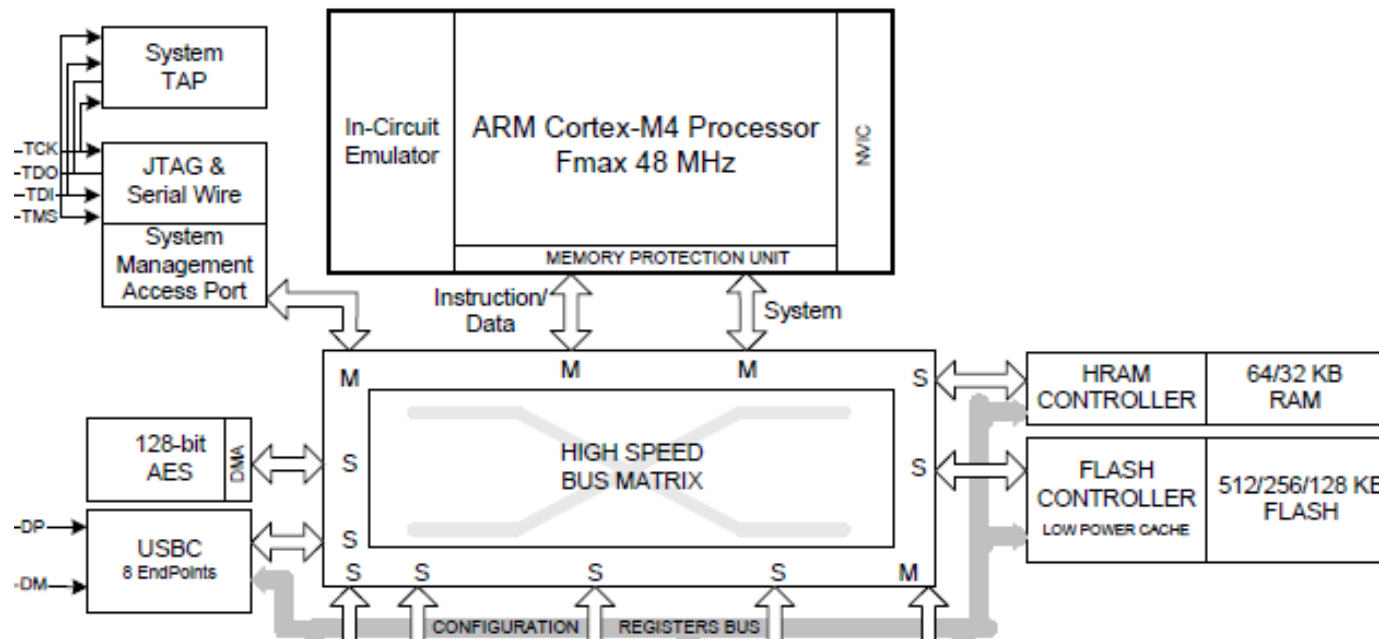 System
TAP
-TCK
-TDO
-TDI
-TMS
JTAG &
Serial Wire
System
Management
Access Port
In-Circuit
Emulator
ARM Cortex-M4 Processor
Fmax 48 MHz
NVIC
MEMORY PROTECTION UNIT
Instruction/
Data
System
M
M
M
S
HRAM
CONTROLLER
64/32 KB
RAM
128-bit
AES
DMA
S
HIGH SPEED
BUS MATRIX
S
FLASH
CONTROLLER
LOW POWER CACHE
512/256/128 KB
FLASH
-DP
-DM
USBC
8 EndPoints
S
S
S
S
S
M
CONFIGURATION
REGISTERS BUS